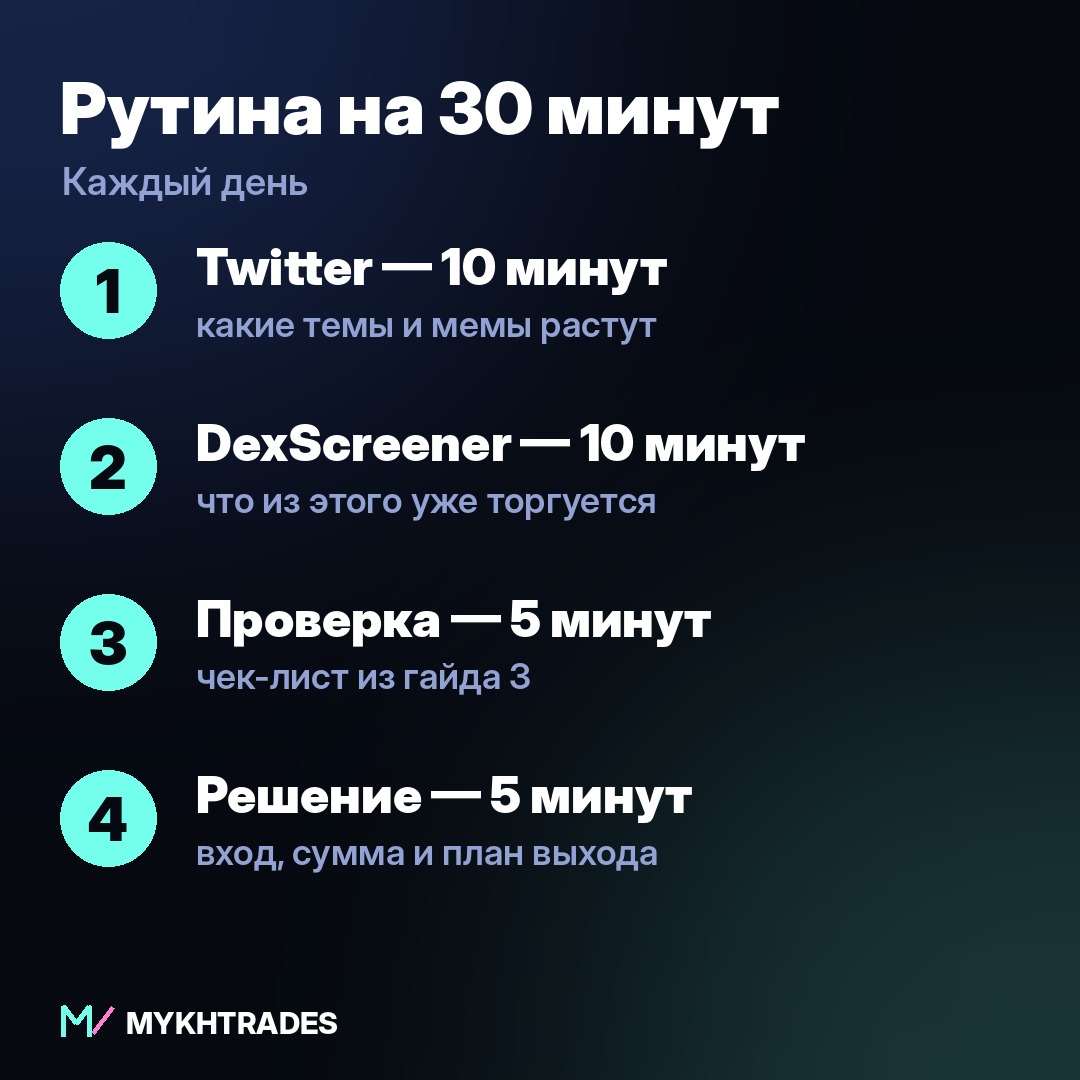 Рутина на 30 минут
Каждый день
1
Twitter — 10 минут
какие темы и мемы растут
2
DexScreener — 10 минут
что из этого уже торгуется
3
Проверка — 5 минут
чек-лист из гайда 3
4
Решение — 5 минут
вход, сумма и план выхода
M/ MYKHTRADES